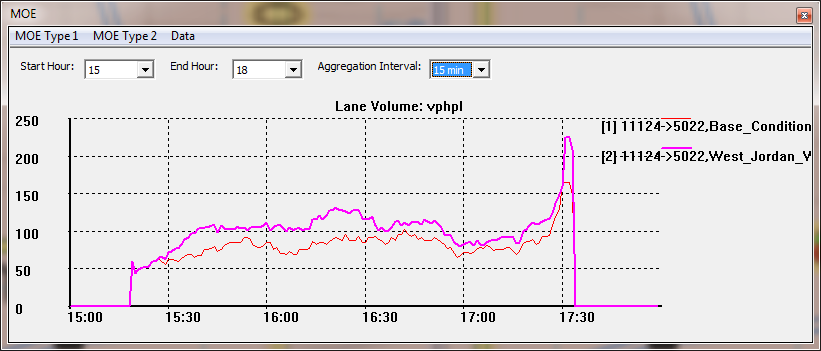 MOE
MOE Type 1 MOE Type 2 Data
Start Hour: 15 End Hour: 18 Aggregation Interval: 15 min
Lane Volume: vphpl
250
[1] 11124->5022,Base_Condition
200
[2] 11124->5022,West_Jordan_W
150
100
50
0
15:00 15:30 16:00 16:30 17:00 17:30